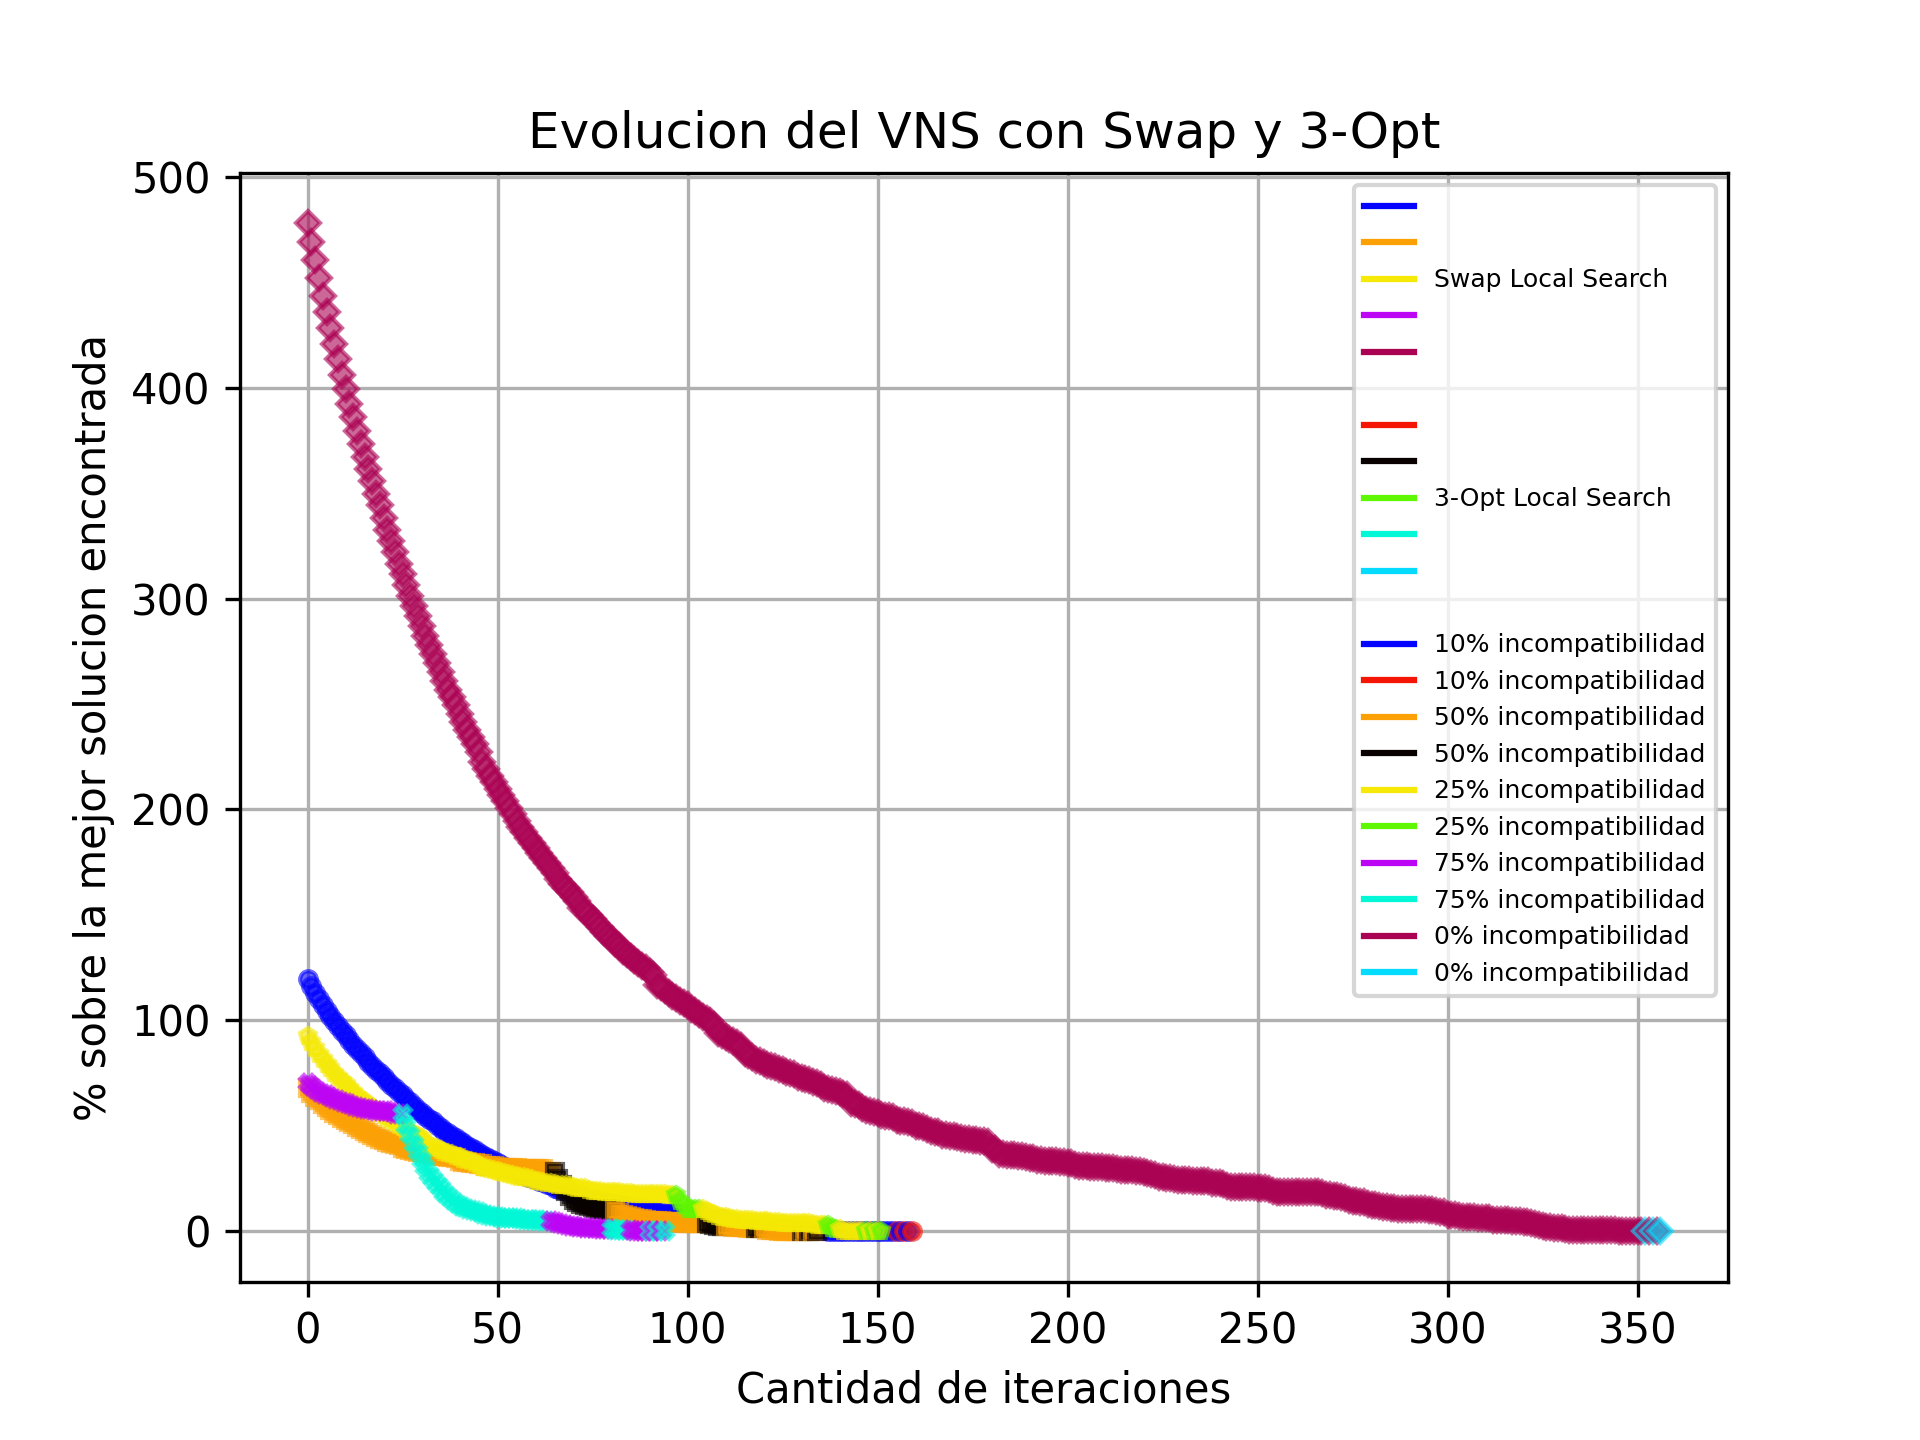 Evolucion del VNS con Swap y 3-Opt
% sobre la mejor solucion encontrada
500
400
300
200
100
0
Swap Local Search
3-Opt Local Search
10% incompatibilidad
10% incompatibilidad
50% incompatibilidad
50% incompatibilidad
25% incompatibilidad
25% incompatibilidad
75% incompatibilidad
75% incompatibilidad
0% incompatibilidad
0% incompatibilidad
0 50 100 150 200 250 300 350
Cantidad de iteraciones